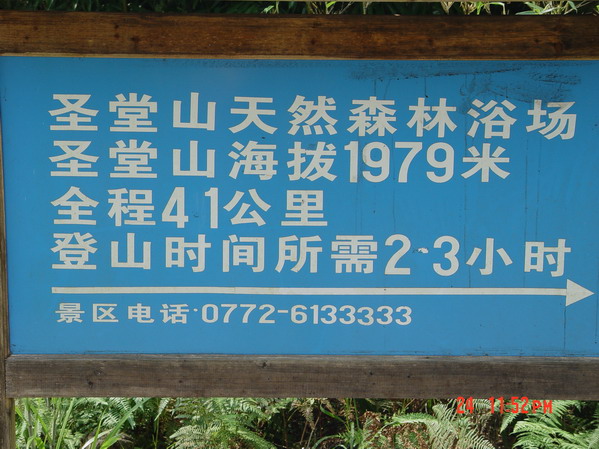 圣堂山天然森林浴场
圣堂山海拔1979米
全程41公里
登山时间所需2-3小时
景区电话·0772-6133333
24 11:52PM